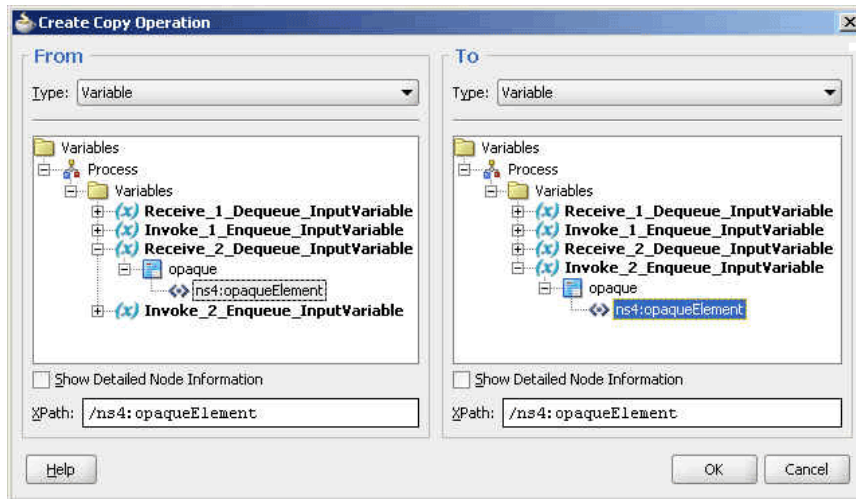 Create Copy Operation
From
Type: Variable
Variables
Process
Variables
Receive_1_Dequeue_InputVariable
Invoke_1_Enqueue_InputVariable
Receive_2_Dequeue_InputVariable
opaque
ns4:opaqueElement
Invoke_2_Enqueue_InputVariable
Show Detailed Node Information
XPath: /ns4:opaqueElement
To
Type: Variable
Variables
Process
Variables
Receive_1_Dequeue_InputVariable
Invoke_1_Enqueue_InputVariable
Receive_2_Dequeue_InputVariable
Invoke_2_Enqueue_InputVariable
opaque
ns4:opaqueElement
Show Detailed Node Information
XPath: /ns4:opaqueElement
Help
OK
Cancel